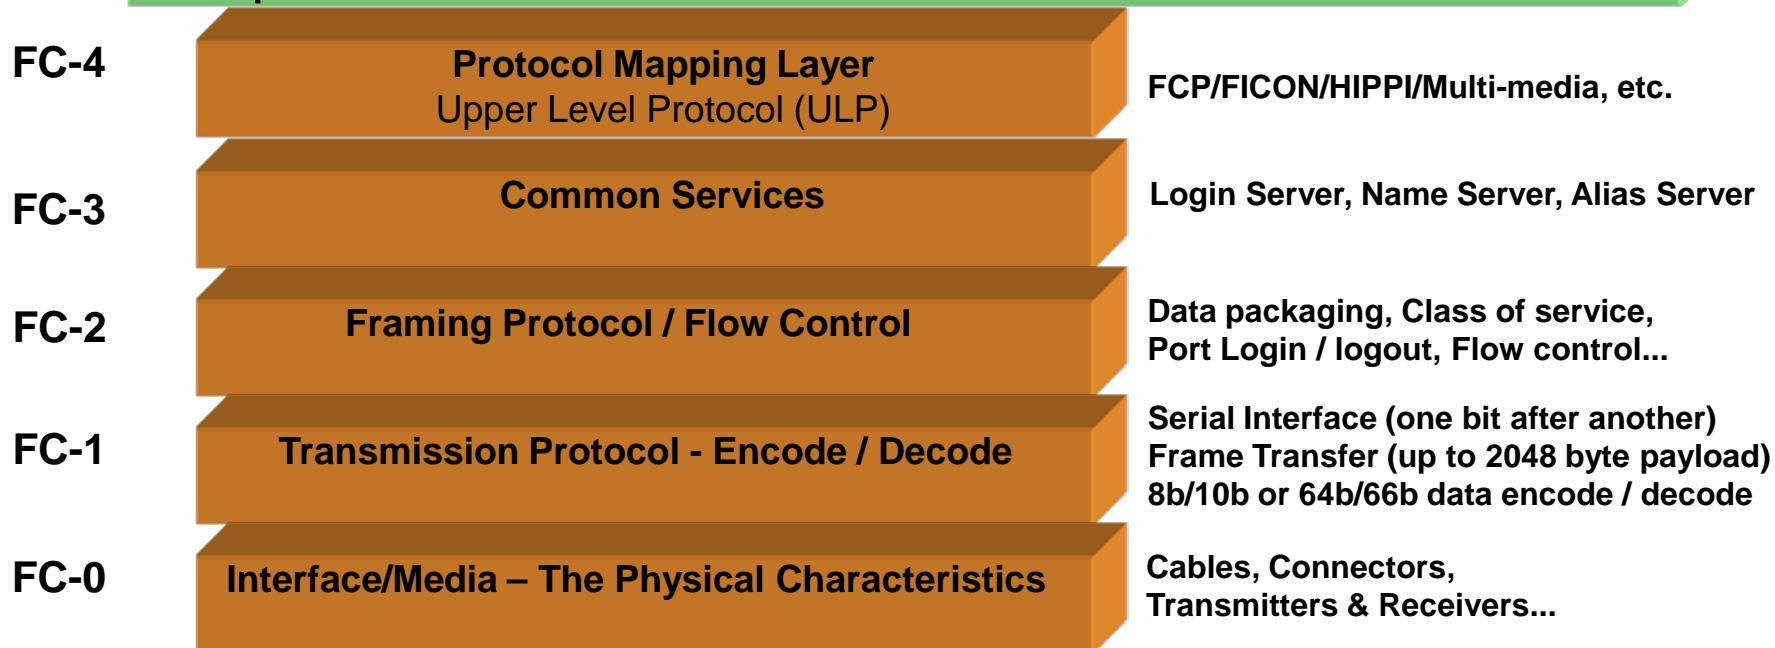 FC-4
Protocol Mapping Layer
Upper Level Protocol (ULP)
FCP/FICON/HIPPI/Multi-media, etc.
FC-3
Common Services
Login Server, Name Server, Alias Server
FC-2
Framing Protocol / Flow Control
Data packaging, Class of service,
Port Login / logout, Flow control...
FC-1
Transmission Protocol - Encode / Decode
Serial Interface (one bit after another)
Frame Transfer (up to 2048 byte payload)
8b/10b or 64b/66b data encode / decode
FC-0
Interface/Media – The Physical Characteristics
Cables, Connectors,
Transmitters & Receivers...